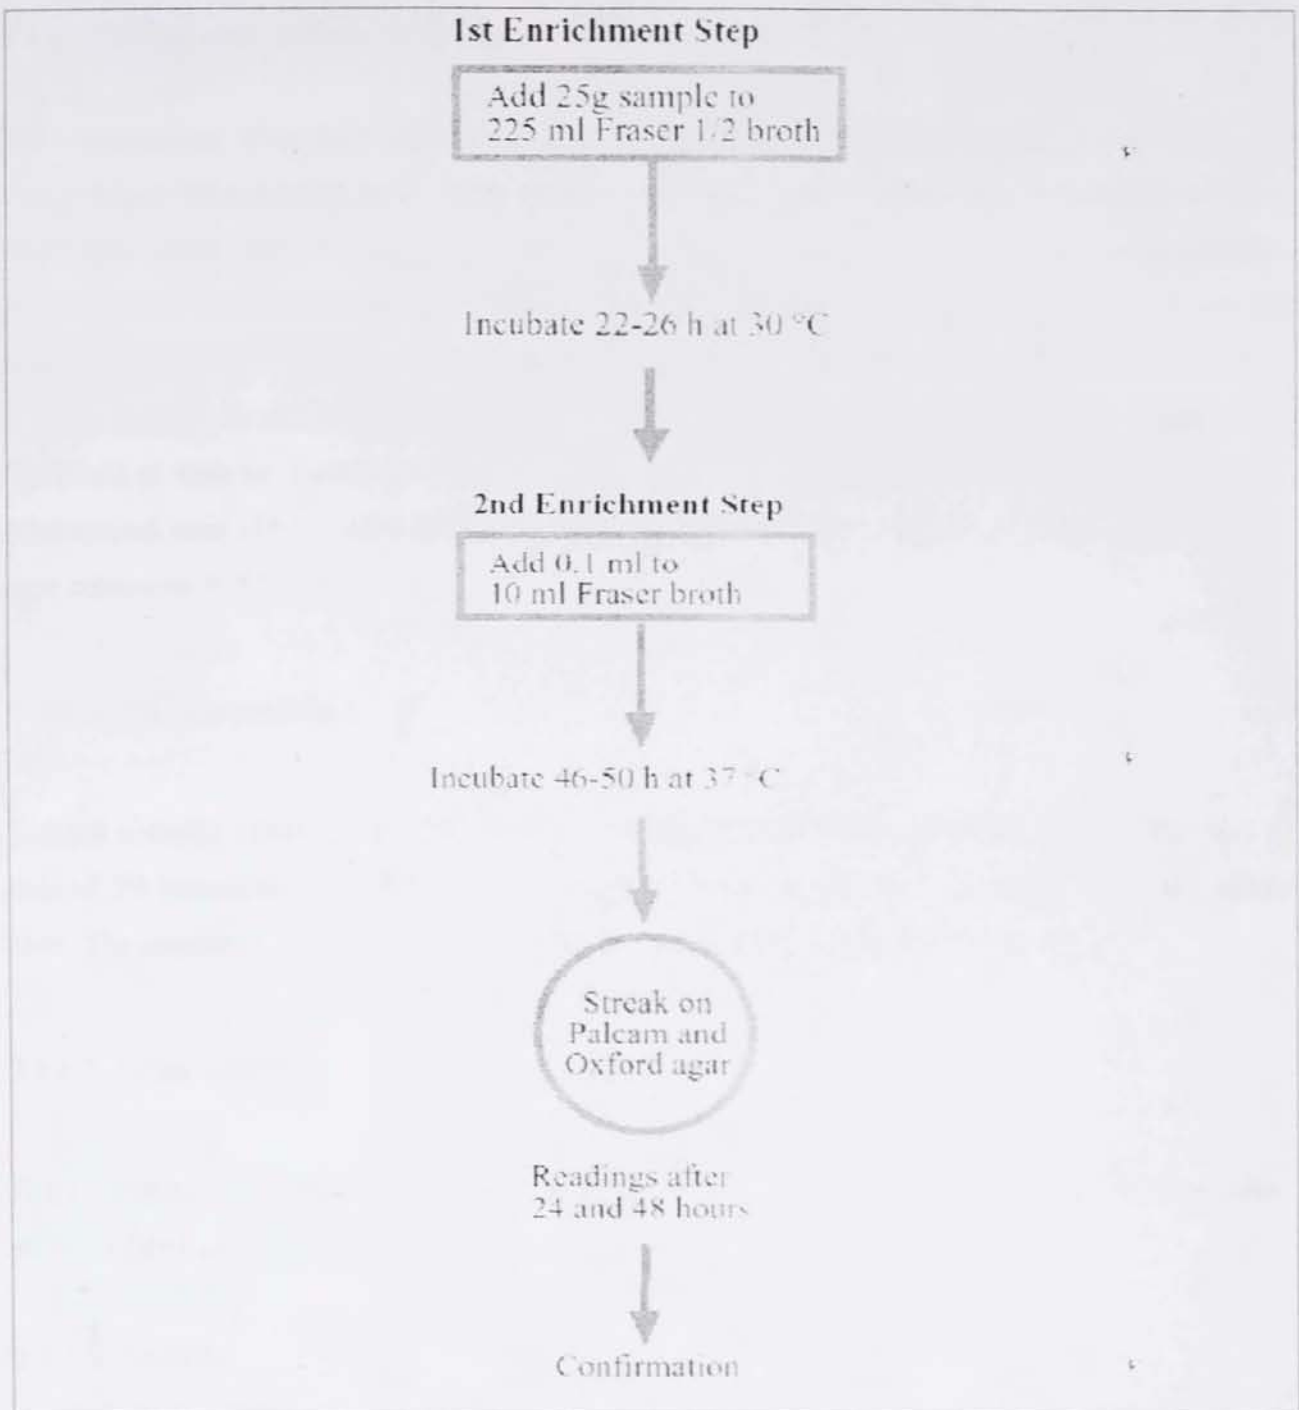 1st Enrichment Step
Add 25g sample to
225 ml Fraser 1/2 broth
Incubate 22-26 h at 30 °C
2nd Enrichment Step
Add 0.1 ml to
10 ml Fraser broth
Incubate 46-50 h at 37 °C
Streak on
Palcam and
Oxford agar
Readings after
24 and 48 hours
Confirmation